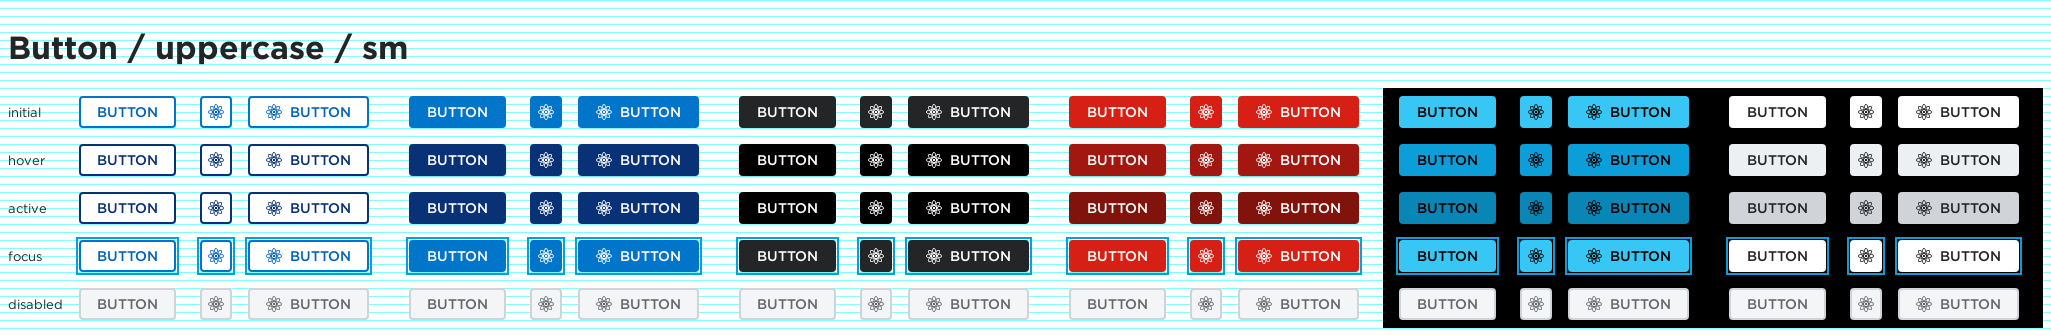 Button / uppercase / sm
initial BUTTON BUTTON BUTTON BUTTON BUTTON BUTTON BUTTON BUTTON BUTTON BUTTON BUTTON BUTTON
hover BUTTON BUTTON BUTTON BUTTON BUTTON BUTTON BUTTON BUTTON BUTTON BUTTON BUTTON BUTTON
active BUTTON BUTTON BUTTON BUTTON BUTTON BUTTON BUTTON BUTTON BUTTON BUTTON BUTTON BUTTON
focus BUTTON BUTTON BUTTON BUTTON BUTTON BUTTON BUTTON BUTTON BUTTON BUTTON BUTTON BUTTON
disabled BUTTON BUTTON BUTTON BUTTON BUTTON BUTTON BUTTON BUTTON BUTTON BUTTON BUTTON BUTTON